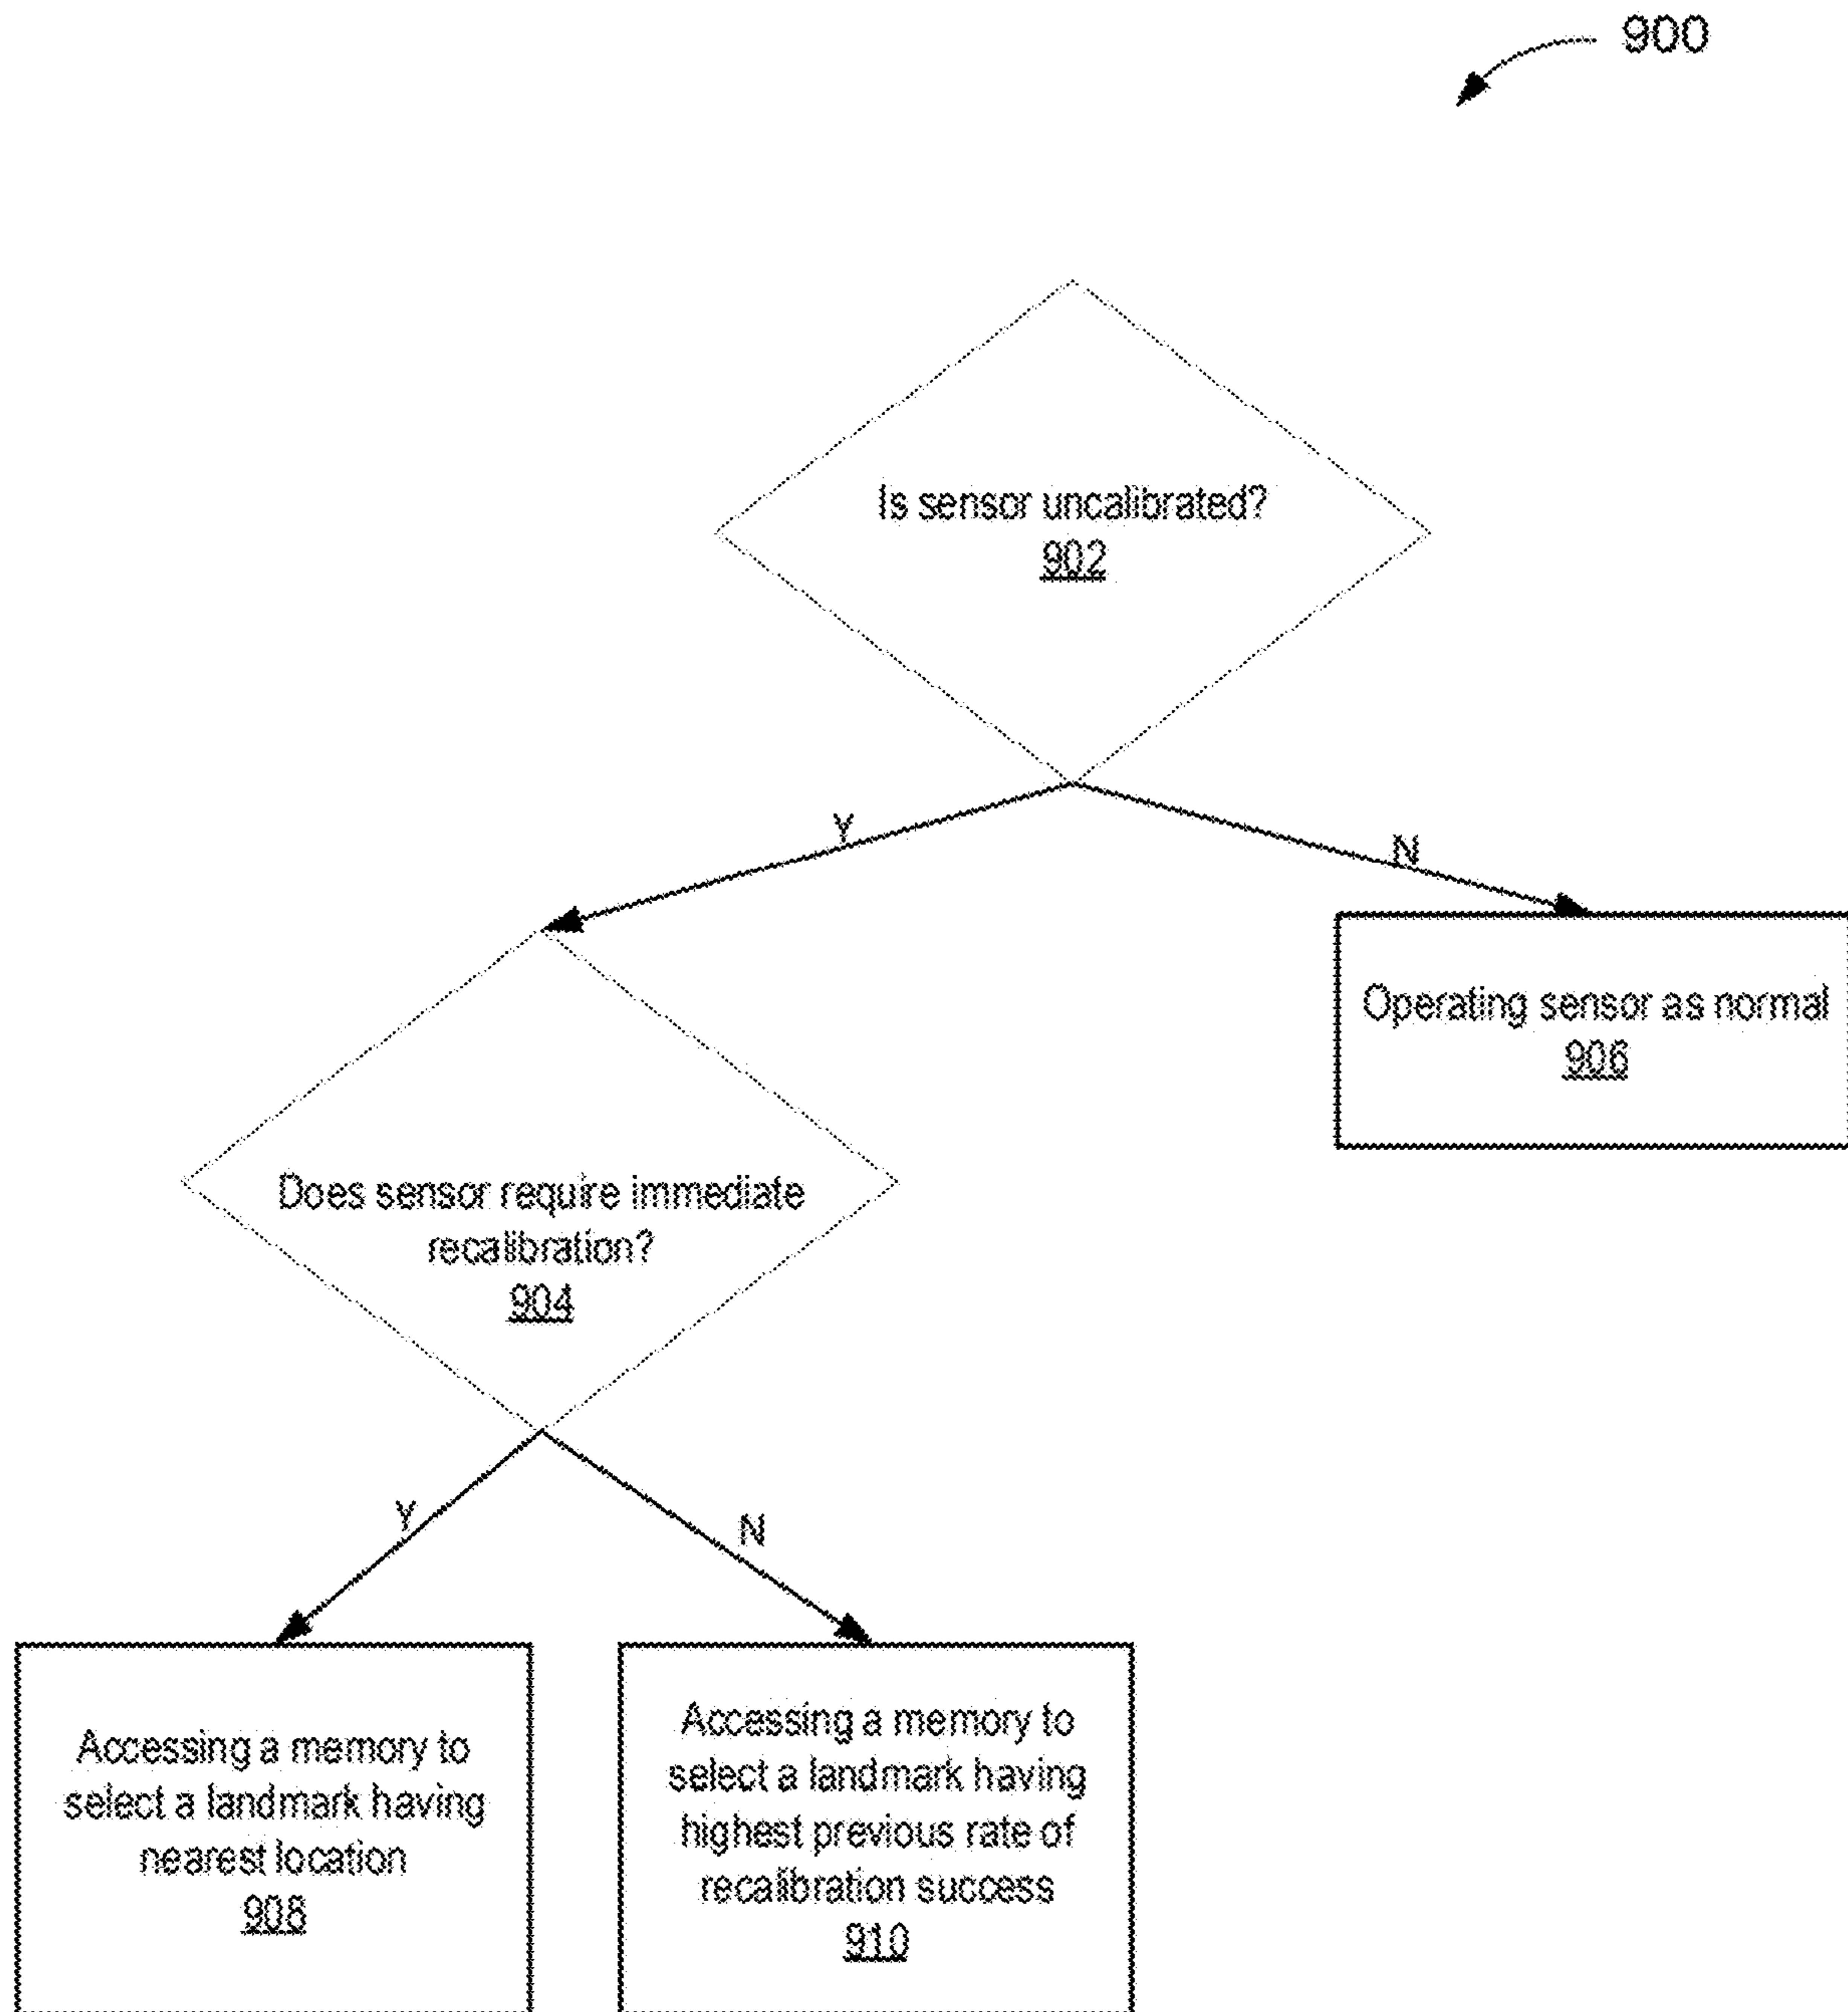 900
Is sensor uncalibrated?
902
Y
N
Operating sensor as normal
906
Does sensor require immediate
recalibration?
904
Y
N
Accessing a memory to
select a landmark having
nearest location
908
Accessing a memory to
select a landmark having
highest previous rate of
recalibration success
910